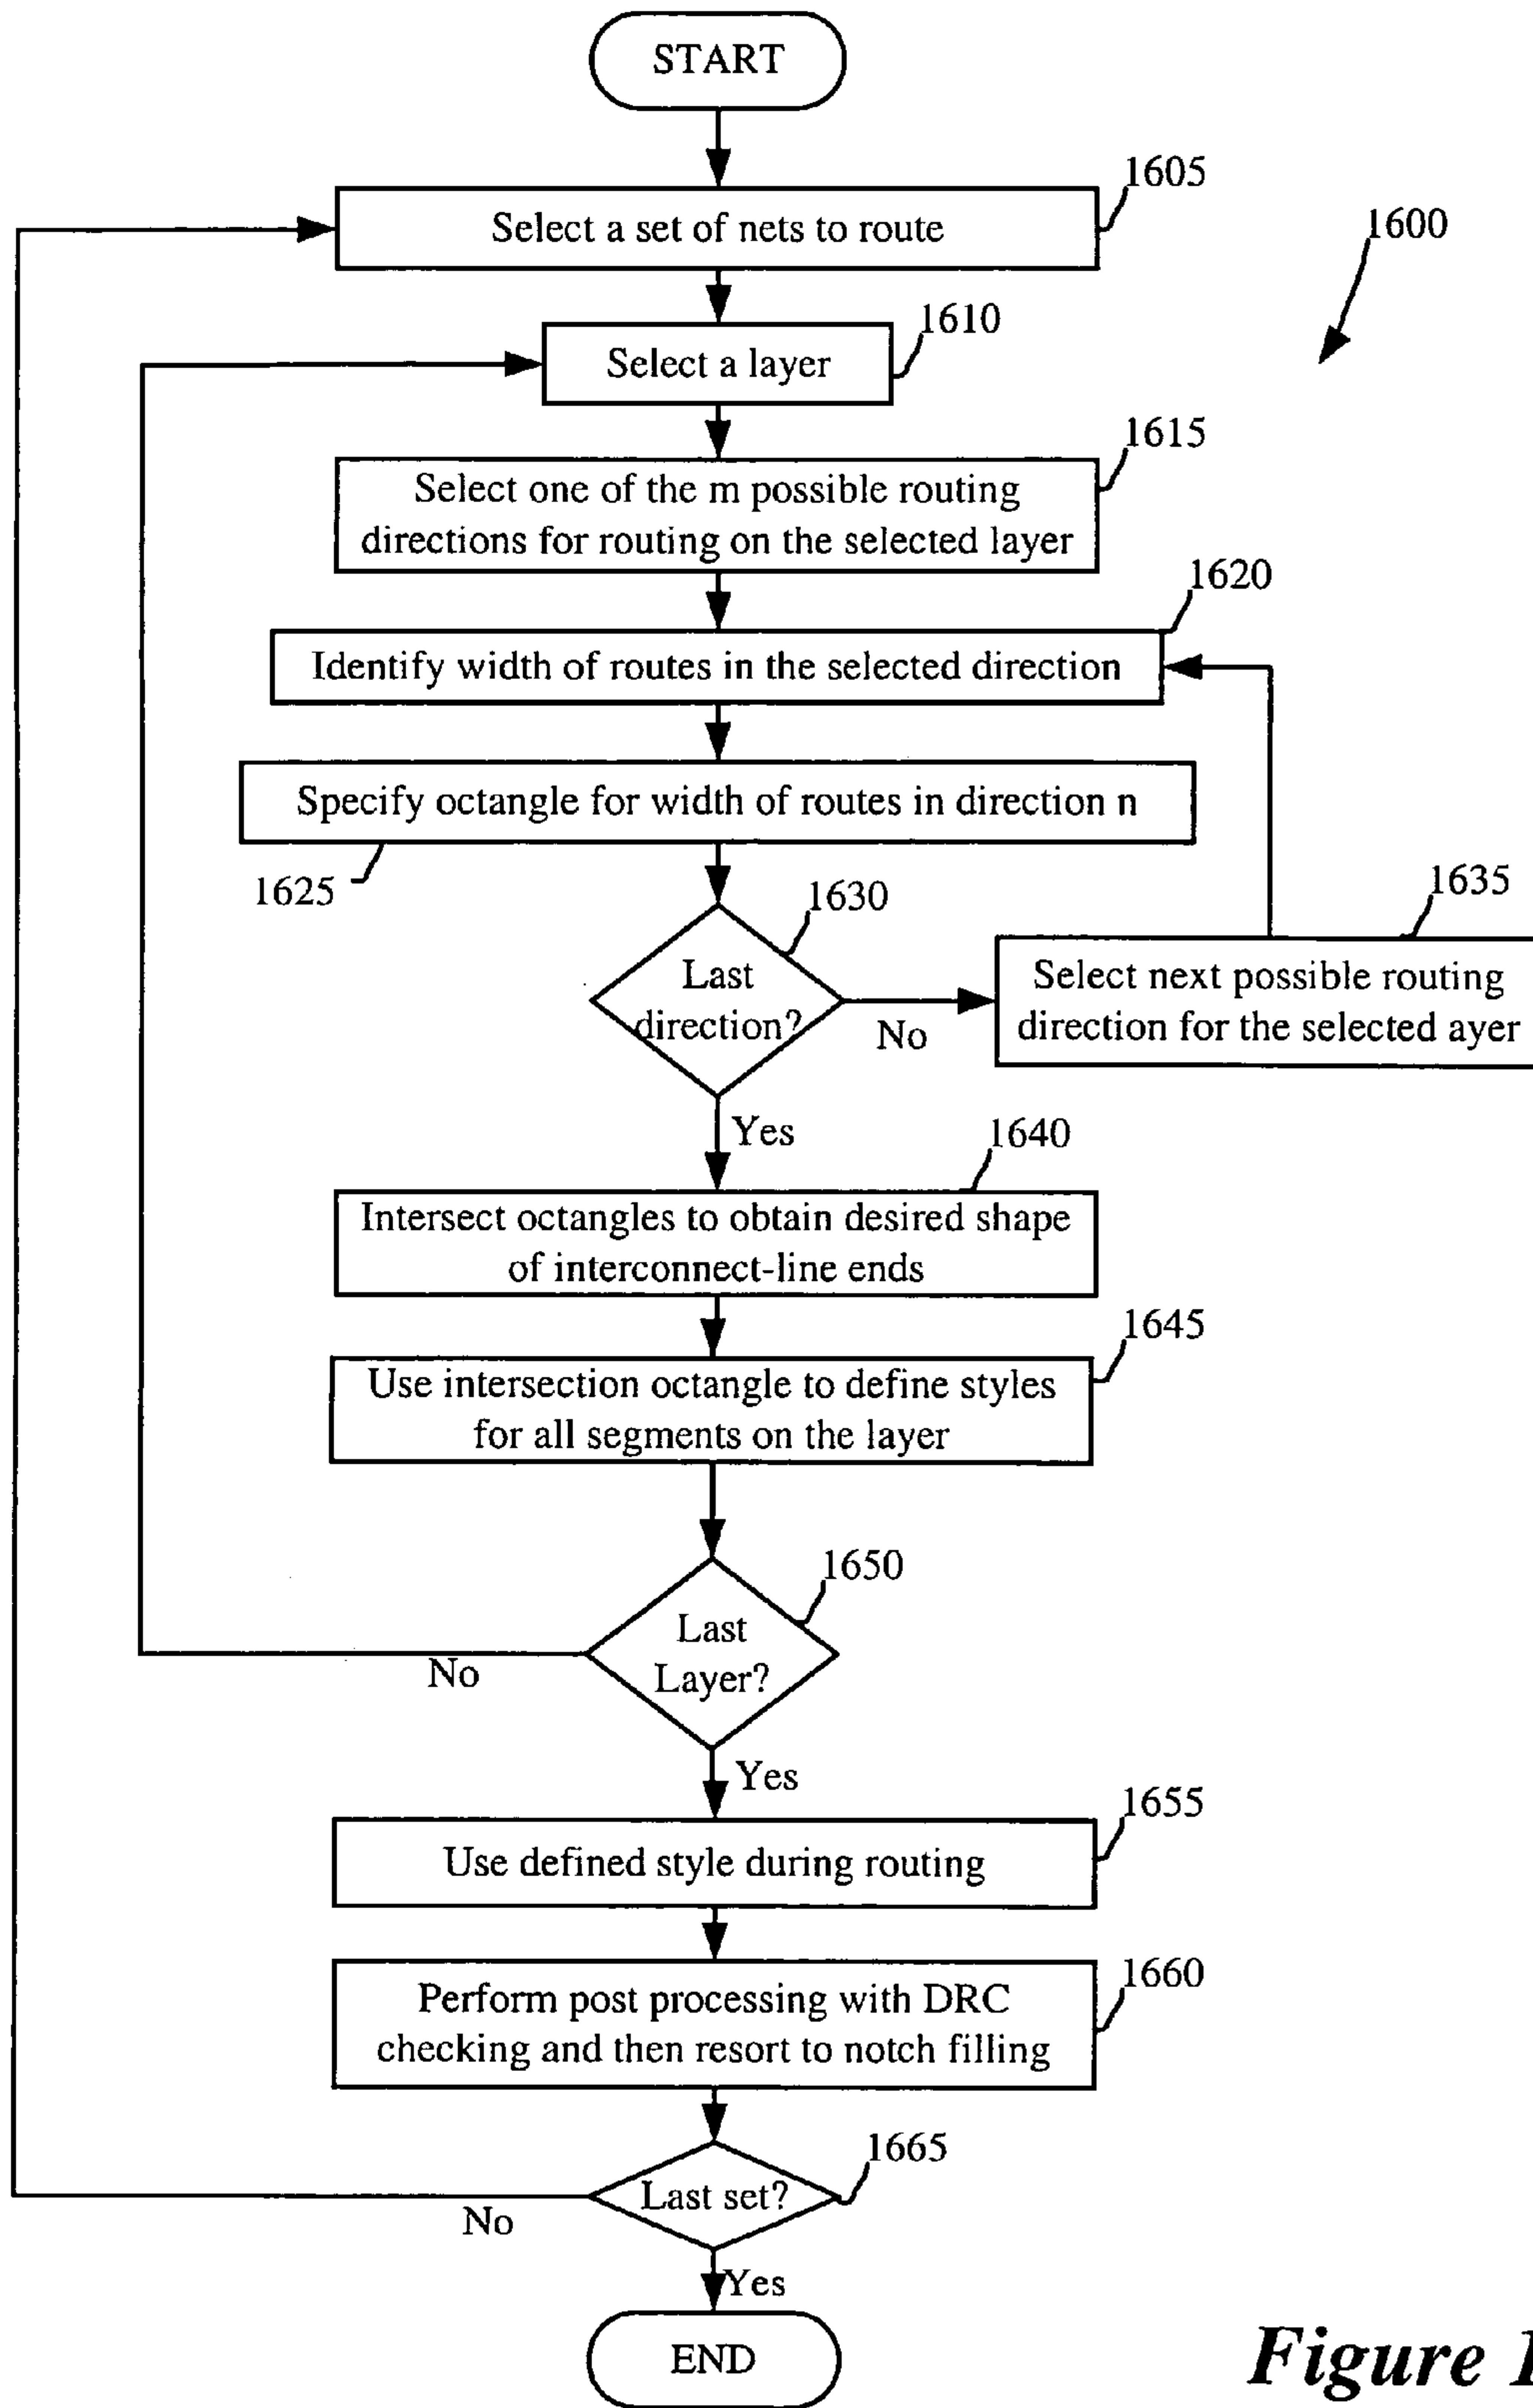 START
1605
Select a set of nets to route
1600
1610
Select a layer
1615
Select one of the m possible routing
directions for routing on the selected layer
1620
Identify width of routes in the selected direction
Specify octangle for width of routes in direction n
1625
1630
1635
Last
direction?
No
Select next possible routing
direction for the selected ayer
Yes
1640
Intersect octangles to obtain desired shape
of interconnect-line ends
1645
Use intersection octangle to define styles
for all segments on the layer
1650
Last
Layer?
No
Yes
1655
Use defined style during routing
1660
Perform post processing with DRC
checking and then resort to notch filling
1665
Last set?
No
Yes
END
Figure